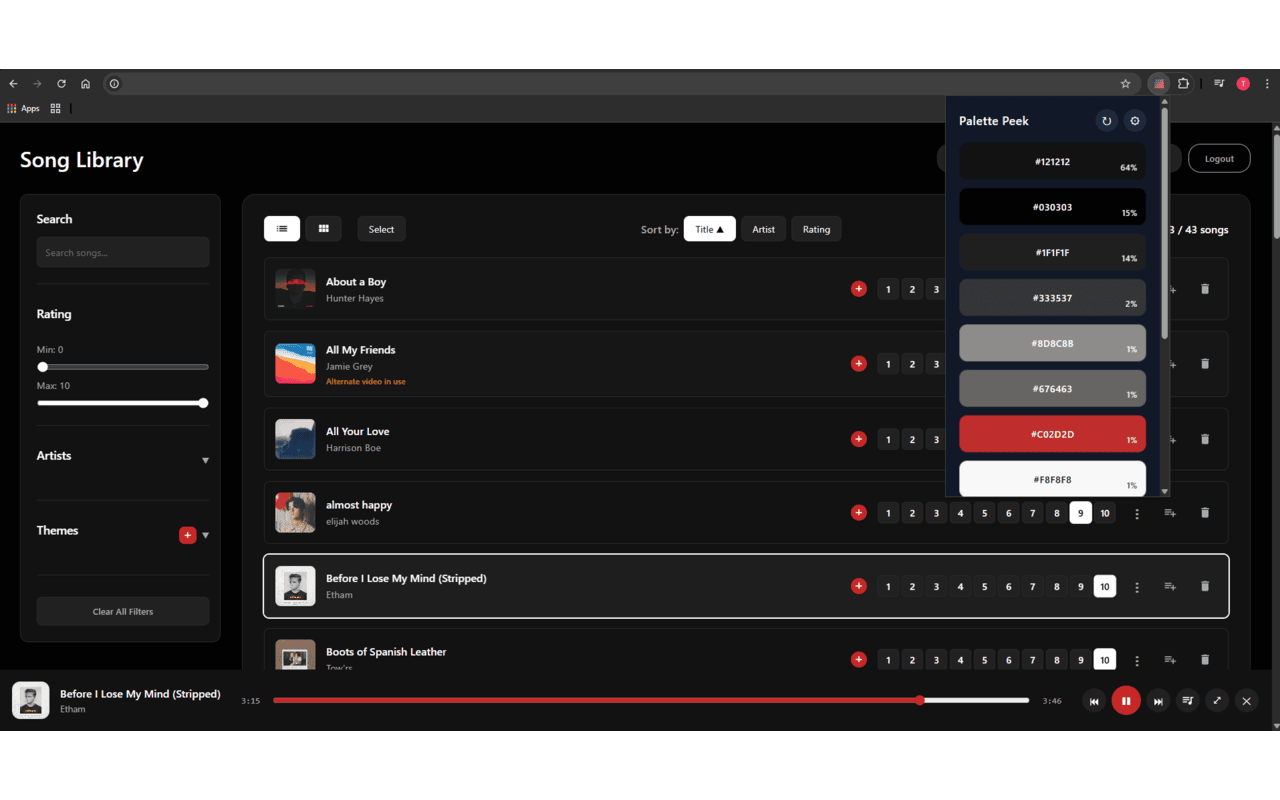 Apps
T
Song Library
Logout
Palette Peek
#121212
64%
#030303
15%
#1F1F1F
14%
#333537
2%
#8D8C8B
1%
#676463
1%
#C02D2D
1%
#F8F8F8
1%
Search
Search songs...
Rating
Min: 0
Max: 10
Artists
Themes
Clear All Filters
Select
Sort by: Title ▲ Artist Rating
3 / 43 songs
About a Boy
Hunter Hayes
1 2 3
All My Friends
Jamie Grey
Alternate video in use
1 2 3
All Your Love
Harrison Boe
1 2 3
almost happy
elijah woods
1 2 3 4 5 6 7 8 9 10
Before I Lose My Mind (Stripped)
Etham
1 2 3 4 5 6 7 8 9 10
Boots of Spanish Leather
Tow'rs
1 2 3 4 5 6 7 8 9 10
Before I Lose My Mind (Stripped)
Etham
3:15
3:46